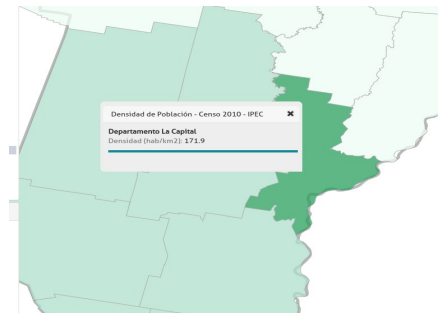 Densidad de Población - Censo 2010 - IPEC ✖
Departamento La Capital
Densidad (hab/km2): 171.9